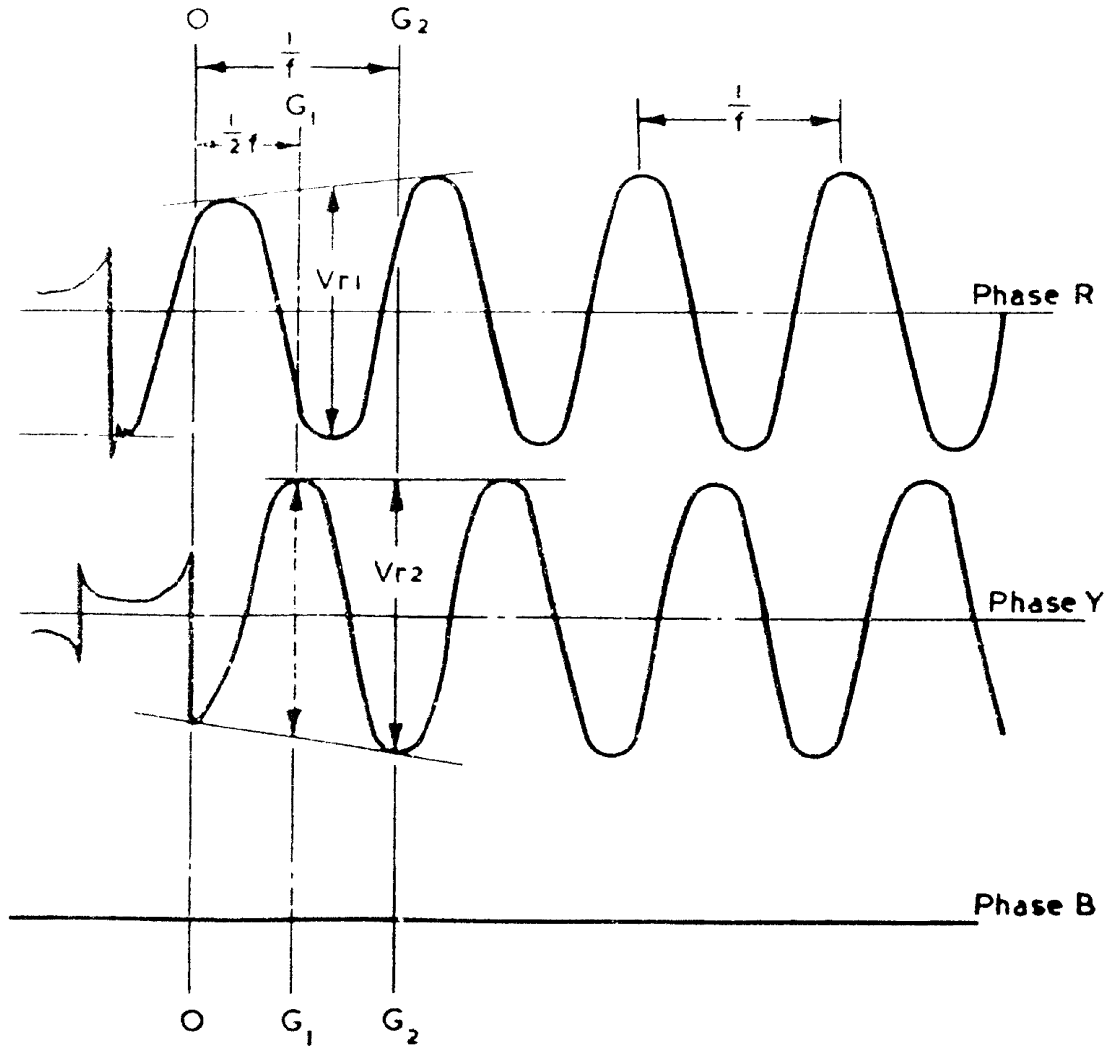 O G₂
1/f
G₁
1/2 f
1/f
Vr1
Phase R
Vr2
Phase Y
Phase B
O G₁ G₂